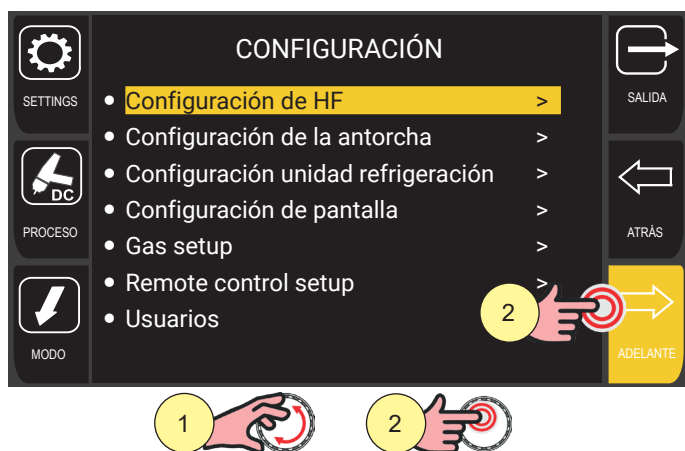 CONFIGURACIÓN
SETTINGS
DC
PROCESO
MODO
Configuración de HF >
Configuración de la antorcha >
Configuración unidad refrigeración >
Configuración de pantalla >
Gas setup >
Remote control setup >
Usuarios
SALIDA
ATRÁS
2
ADELANTE
1
2